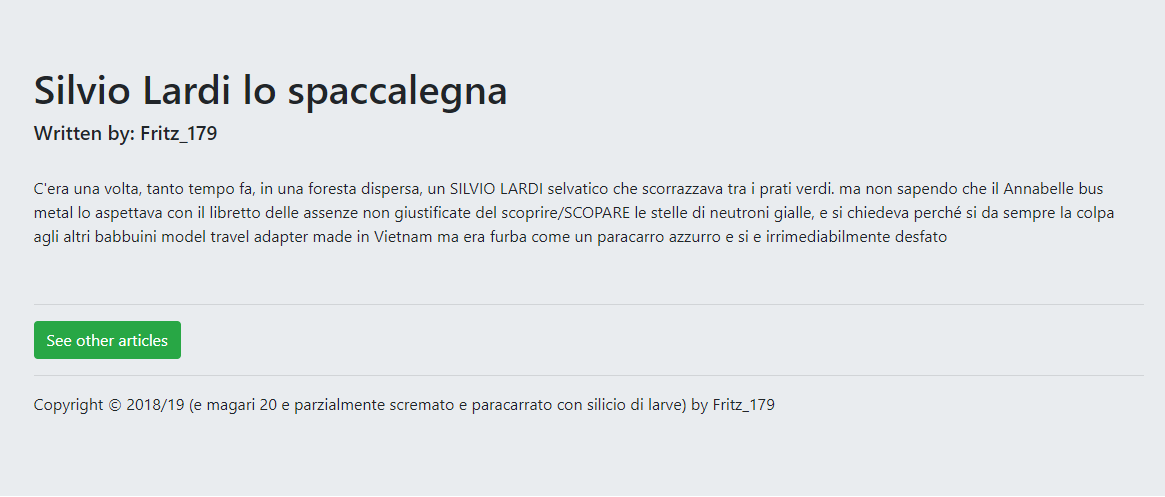 Silvio Lardi lo spaccalegna
Written by: Fritz_179
C'era una volta, tanto tempo fa, in una foresta dispersa, un SILVIO LARDI selvatico che scorrazzava tra i prati verdi. ma non sapendo che il Annabelle bus
metal lo aspettava con il libretto delle assenze non giustificate del scoprire/SCOPARE le stelle di neutroni gialle, e si chiedeva perché si da sempre la colpa
agli altri babbuini model travel adapter made in Vietnam ma era furba come un paracarro azzurro e si e irrimediabilmente desfato
See other articles
Copyright © 2018/19 (e magari 20 e parzialmente scremato e paracarrato con silicio di larve) by Fritz_179